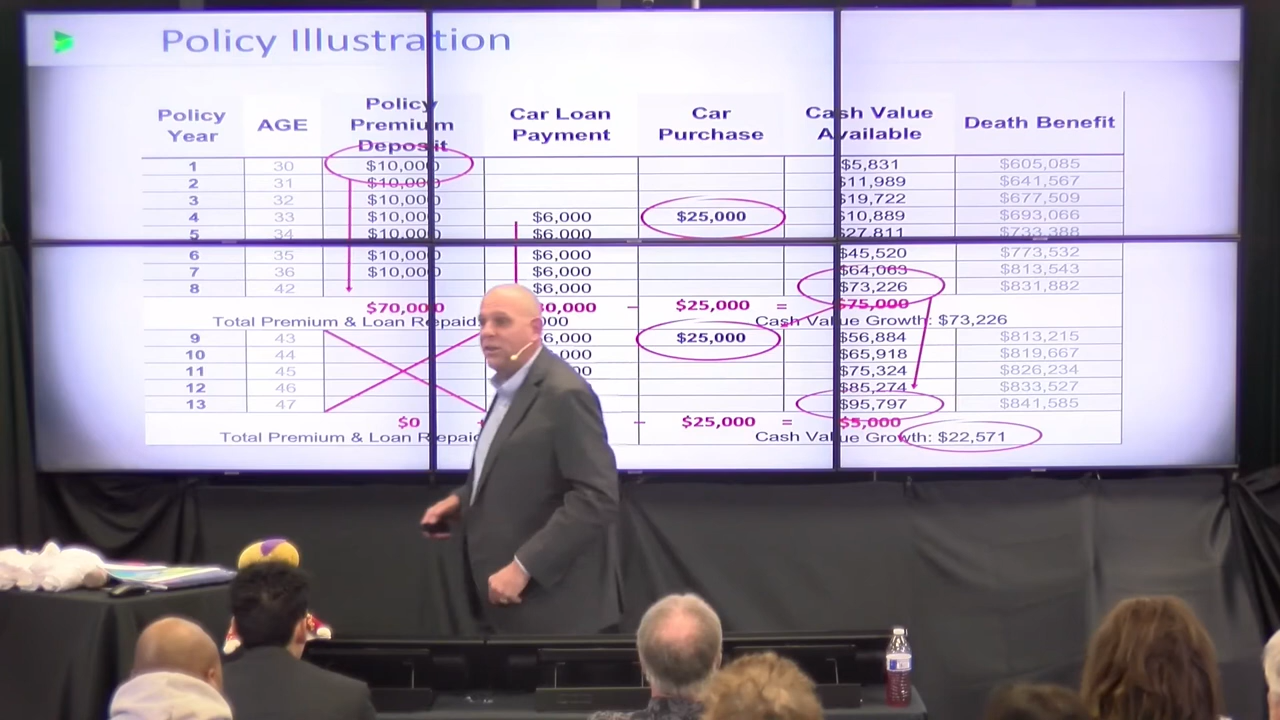 Policy Illustration
Policy Year AGE Policy Premium Deposit Car Loan Payment Car Purchase Cash Value Available Death Benefit
1 30 $10,000 $5,831 $605,085
2 31 $10,000 $11,989 $641,567
3 32 $10,000 $19,722 $677,509
4 33 $10,000 $6,000 $25,000 $10,889 $693,066
5 34 $10,000 $6,000 $27,811 $733,388
6 35 $10,000 $6,000 $45,520 $773,532
7 36 $10,000 $6,000 $64,063 $813,543
8 42 $6,000 $73,226 $831,882
$70,000 - $25,000 = $75,000
Total Premium & Loan Repaid Cash Value Growth: $73,226
9 43 $25,000 $56,884 $813,215
10 44 $65,918 $819,667
11 45 $75,324 $826,234
12 46 $85,274 $833,527
13 47 $95,797 $841,585
$0 - $25,000 = $5,000
Total Premium & Loan Repaid Cash Value Growth: $22,571